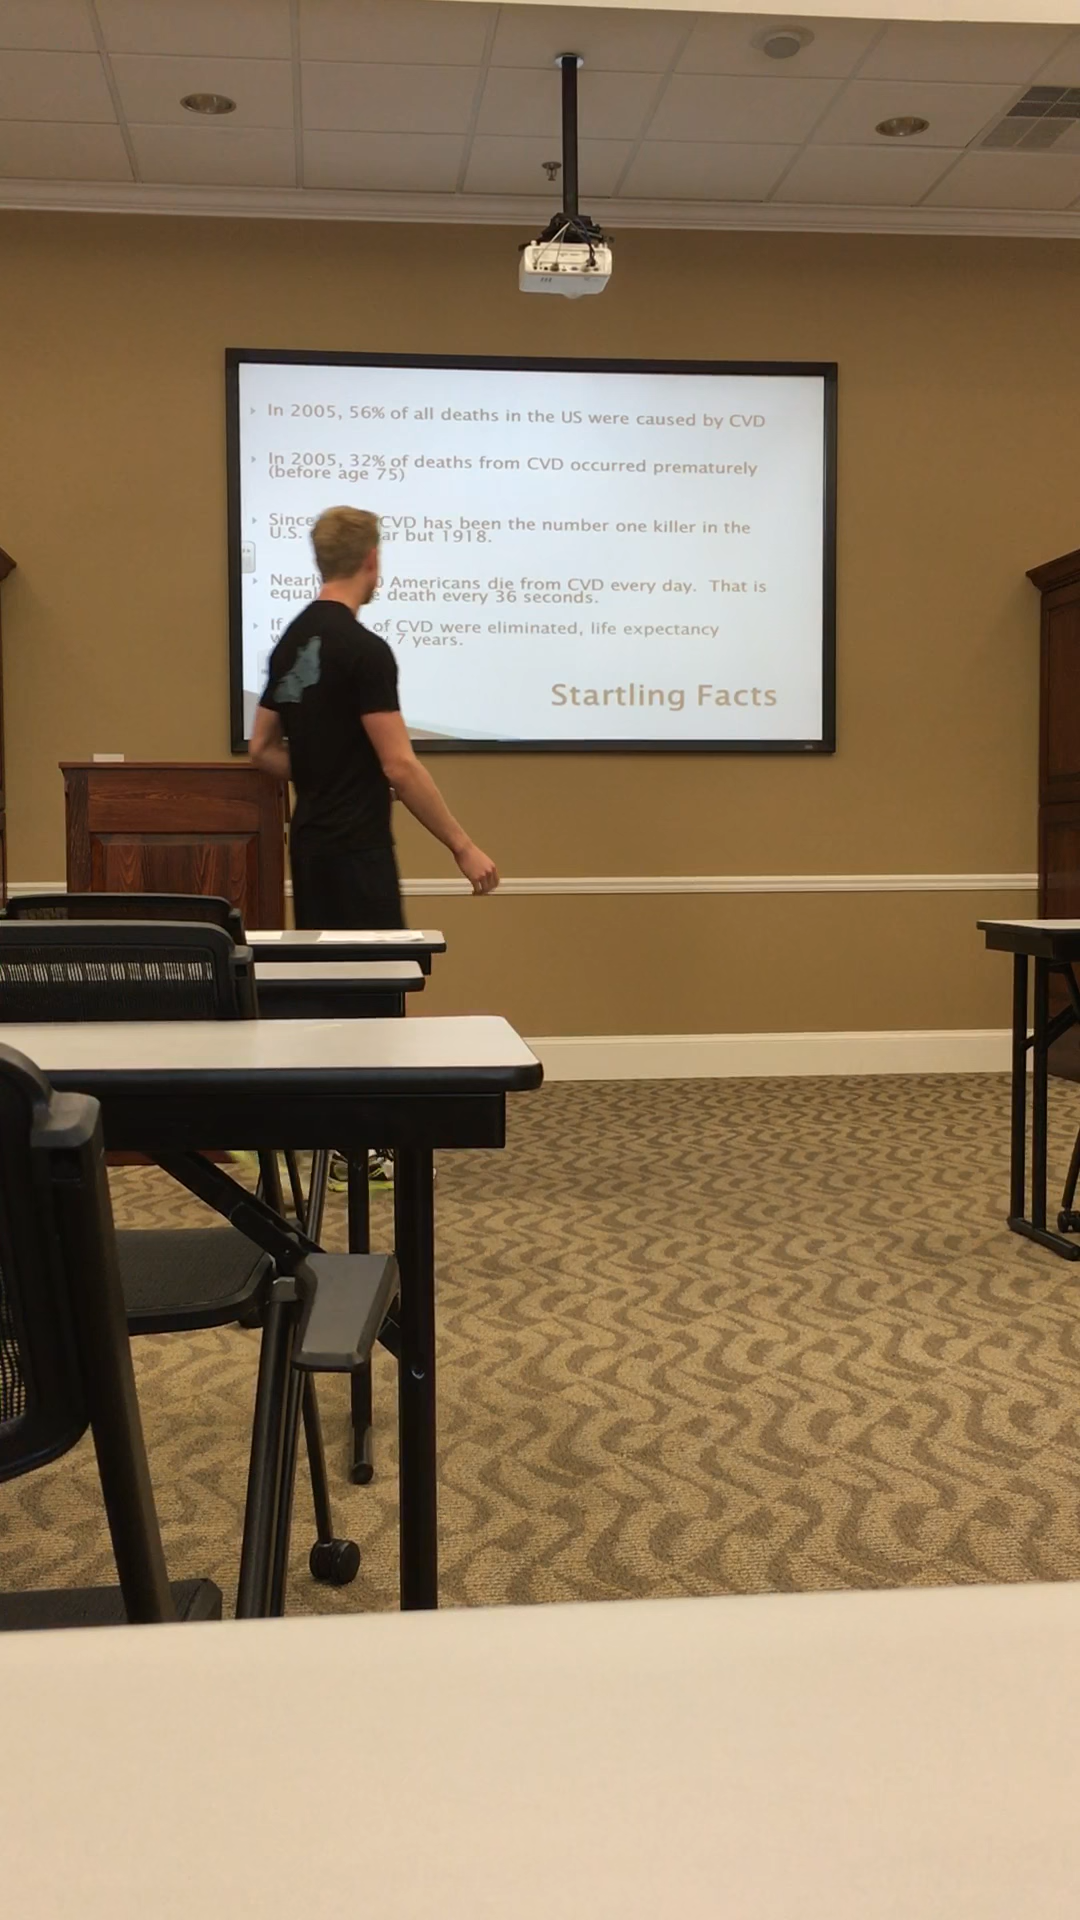 In 2005, 56% of all deaths in the US were caused by CVD
In 2005, 32% of deaths from CVD occurred prematurely
(before age 75)
Since CVD has been the number one killer in the
U.S. but 1918.
Nearly Americans die from CVD every day. That is
death every 36 seconds.
If of CVD were eliminated, life expectancy
7 years.
Startling Facts